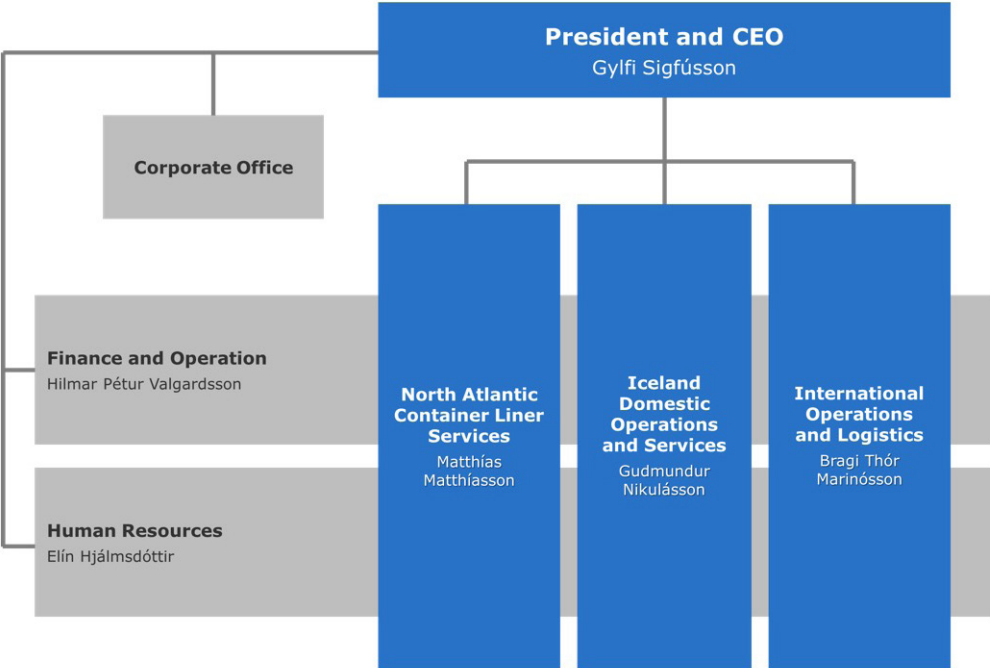 President and CEO
Gylfi Sigfússon
Corporate Office
Finance and Operation
Hilmar Pétur Valgardsson
Human Resources
Elín Hjálmsdóttir
North Atlantic
Container Liner
Services
Matthías
Matthíasson
Iceland
Domestic
Operations
and Services
Gudmundur
Nikulásson
International
Operations
and Logistics
Bragi Thór
Marinósson